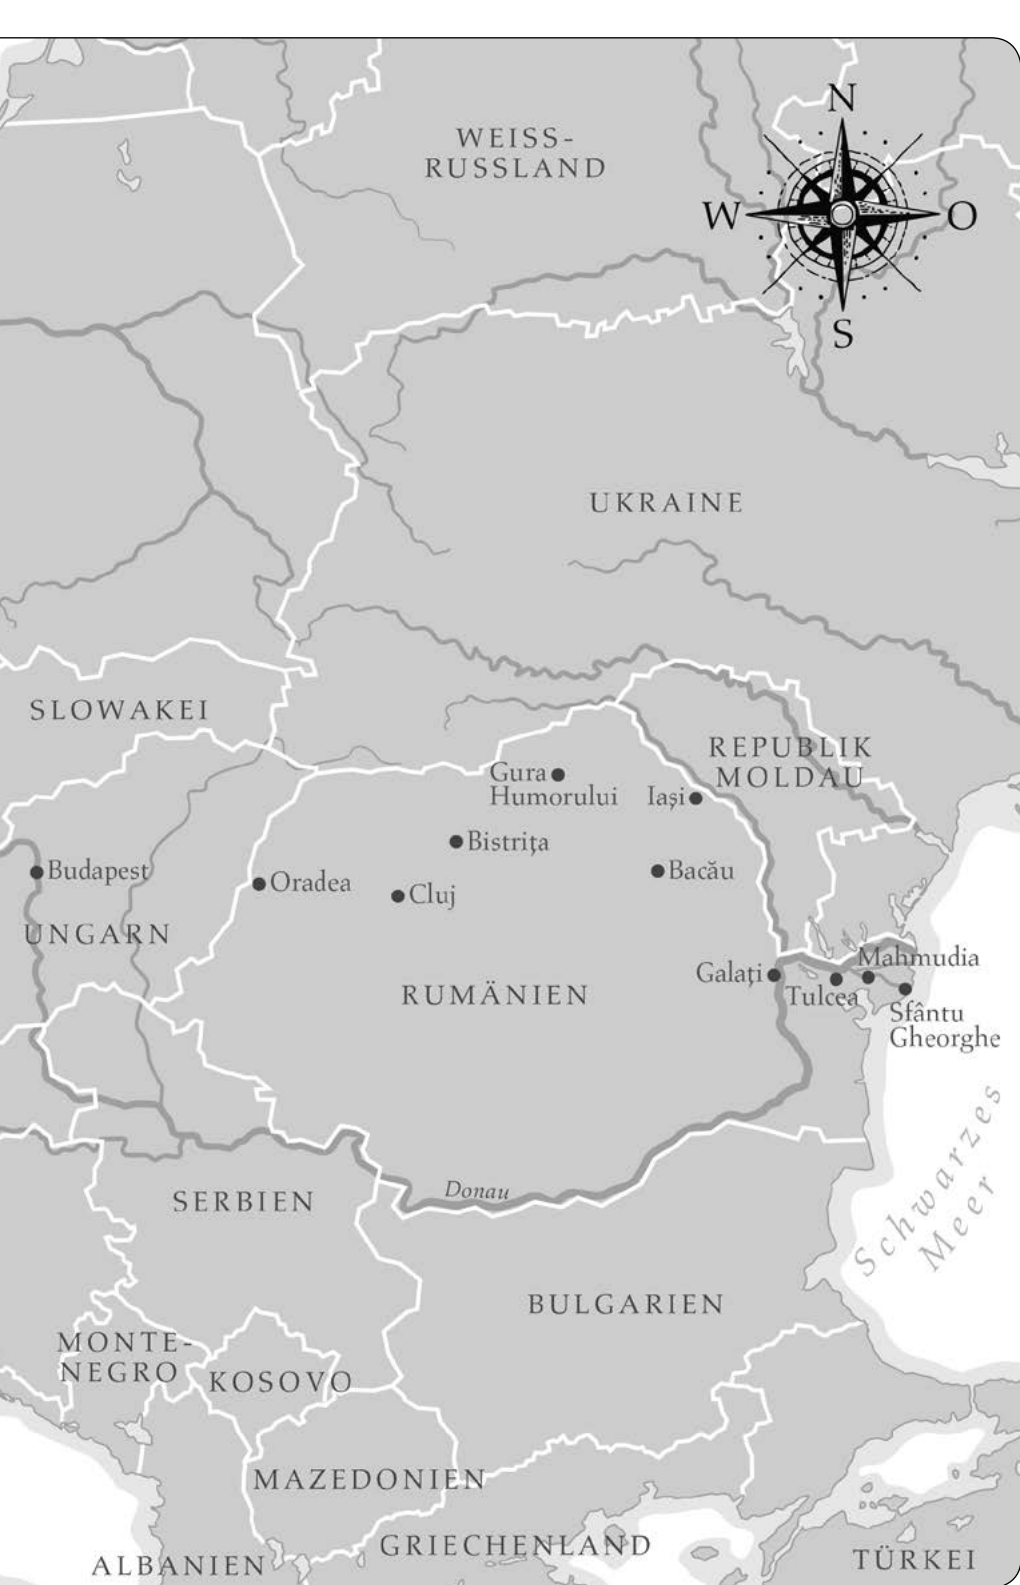 N
WEISS-
RUSSLAND
W
O
S
UKRAINE
SLOWAKEI
REPUBLIK
MOLDAU
Gura
Humorului
Iași
Bistrița
Budapest
Oradea
Bacău
Cluj
UNGARN
Mahmudia
Galați
RUMÄNIEN
Tulcea
Sfântu
Gheorghe
Schwarzes
Meer
Donau
SERBIEN
BULGARIEN
MONTE-
NEGRO
KOSOVO
MAZEDONIEN
GRIECHENLAND
ALBANIEN
TÜRKEI